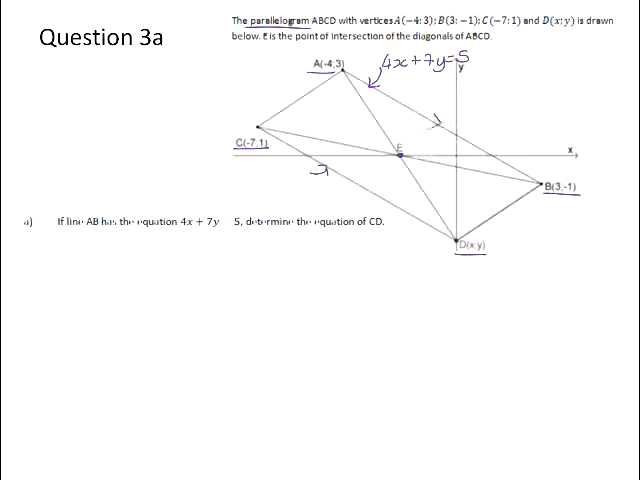 Question 3a
The parallelogram ABCD with vertices A(−4; 3); B(3; −1); C(−7; 1) and D(x; y) is drawn
below. E is the point of intersection of the diagonals of ABCD.
4x + 7y = 5
A(-4;3)
y
C(-7;1)
E
x
B(3;-1)
D(x;y)
a) If line AB has the equation 4x + 7y 5, determine the equation of CD.